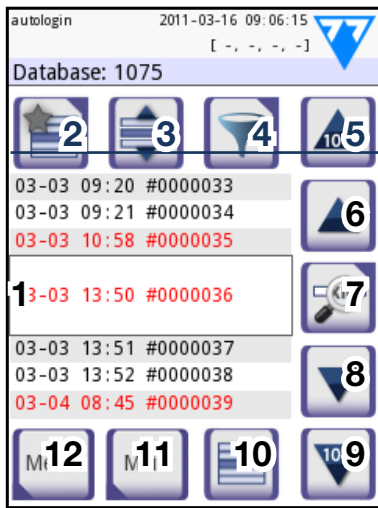 autologin 2011-03-16 09:06:15
[ -, -, -, -]
Database: 1075
2 3 4 5
03-03 09:20 #0000033
03-03 09:21 #0000034
6
03-03 10:58 #0000035
1 3-03 13:50 #0000036 7
03-03 13:51 #0000037
03-03 13:52 #0000038
8
03-04 08:45 #0000039
12 11 10 9